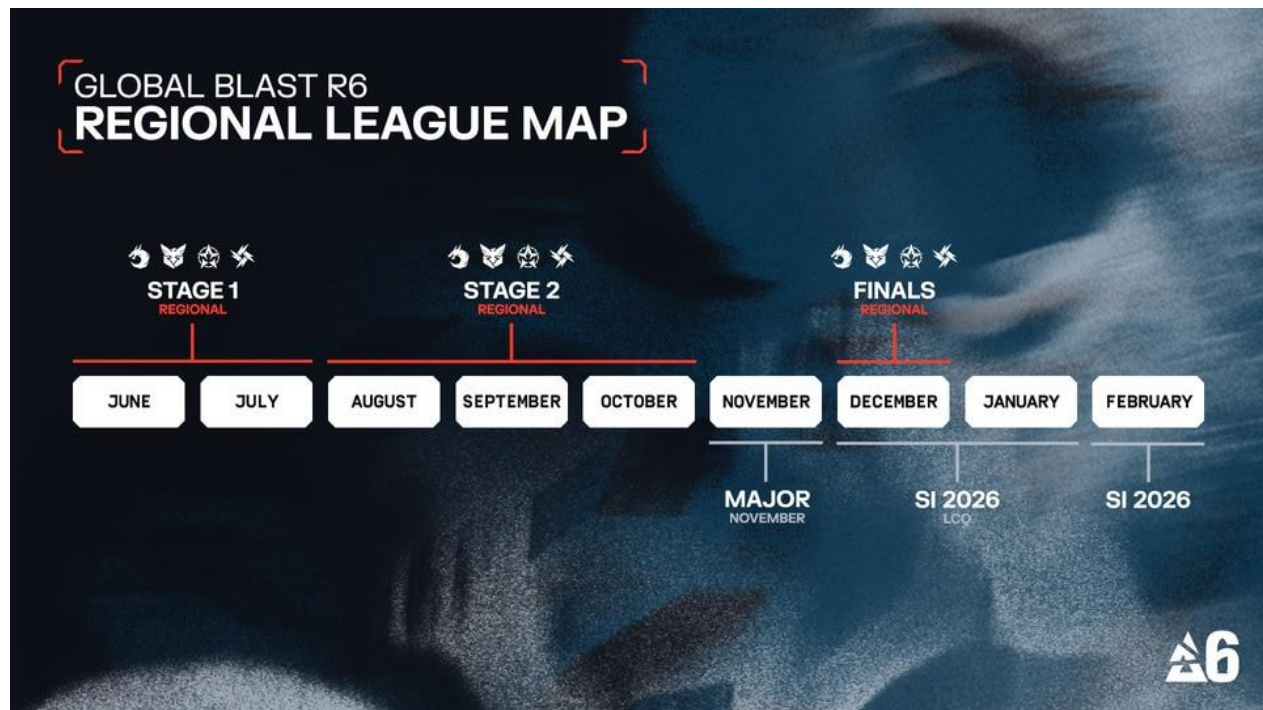 GLOBAL BLAST R6
REGIONAL LEAGUE MAP
STAGE 1
REGIONAL
STAGE 2
REGIONAL
FINALS
REGIONAL
JUNE
JULY
AUGUST
SEPTEMBER
OCTOBER
NOVEMBER
DECEMBER
JANUARY
FEBRUARY
MAJOR
NOVEMBER
SI 2026
LCQ
SI 2026
6